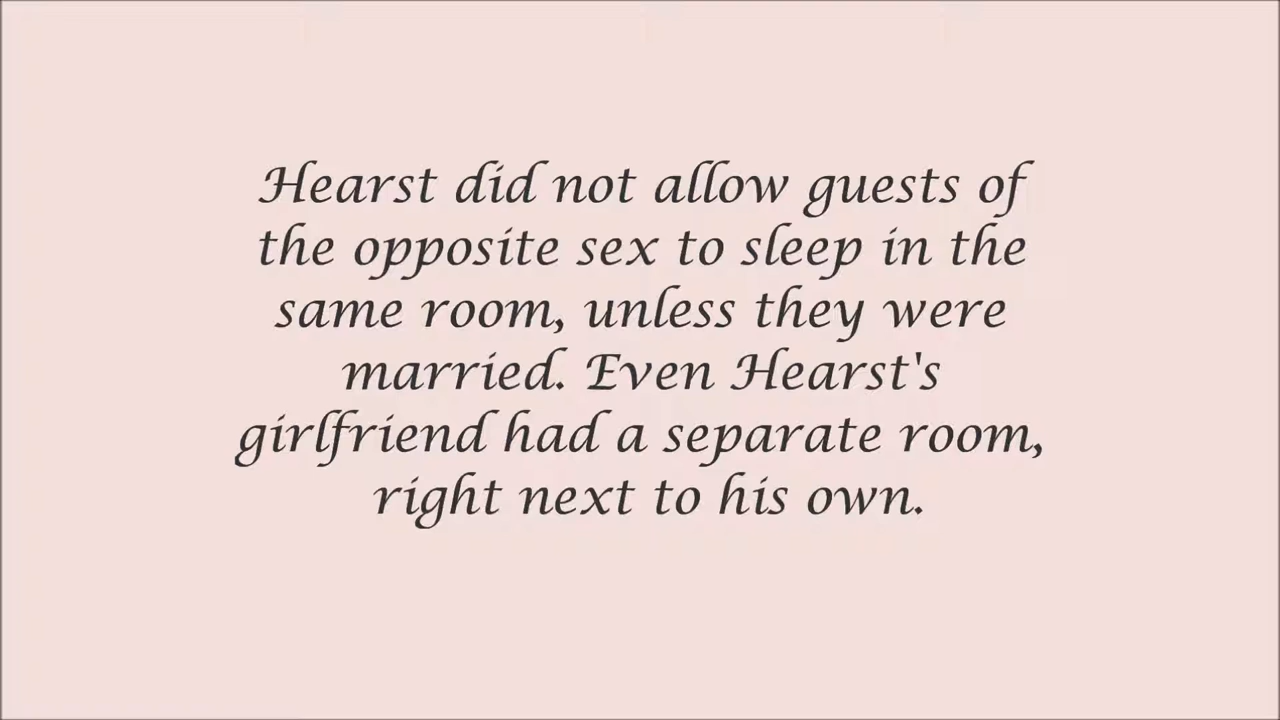 Hearst did not allow guests of
the opposite sex to sleep in the
same room, unless they were
married. Even Hearst's
girlfriend had a separate room,
right next to his own.